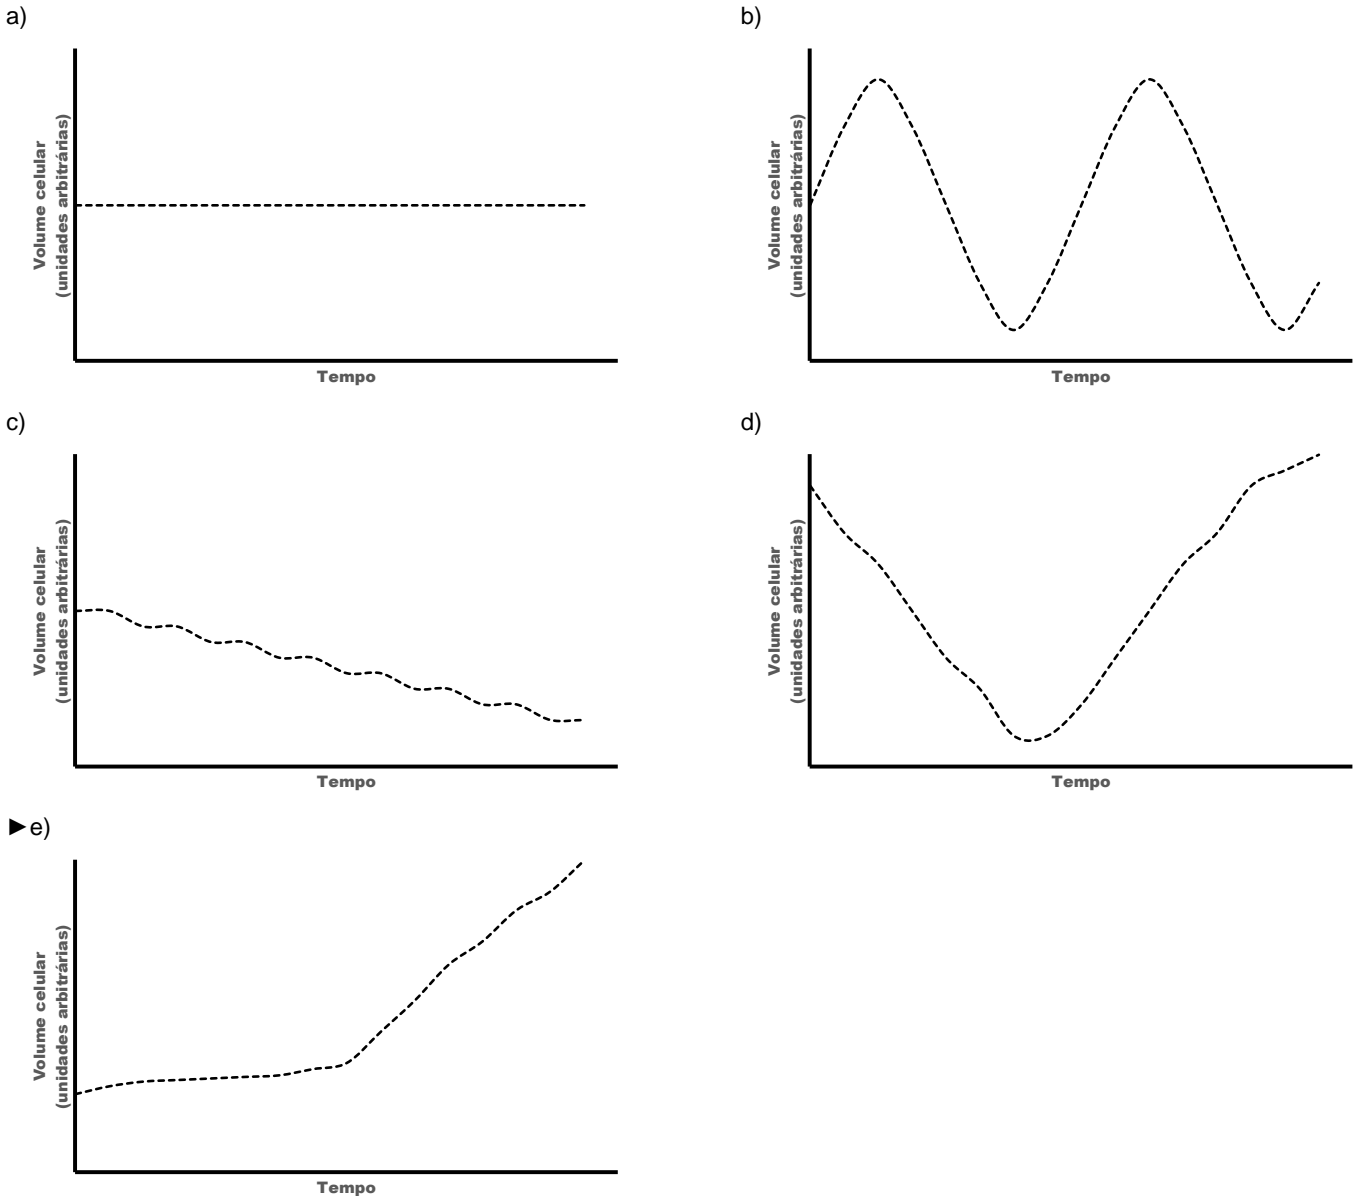 a)
Volume celular
(unidades arbitrárias)
Tempo
b)
Volume celular
(unidades arbitrárias)
Tempo
c)
Volume celular
(unidades arbitrárias)
Tempo
d)
Volume celular
(unidades arbitrárias)
Tempo
►e)
Volume celular
(unidades arbitrárias)
Tempo